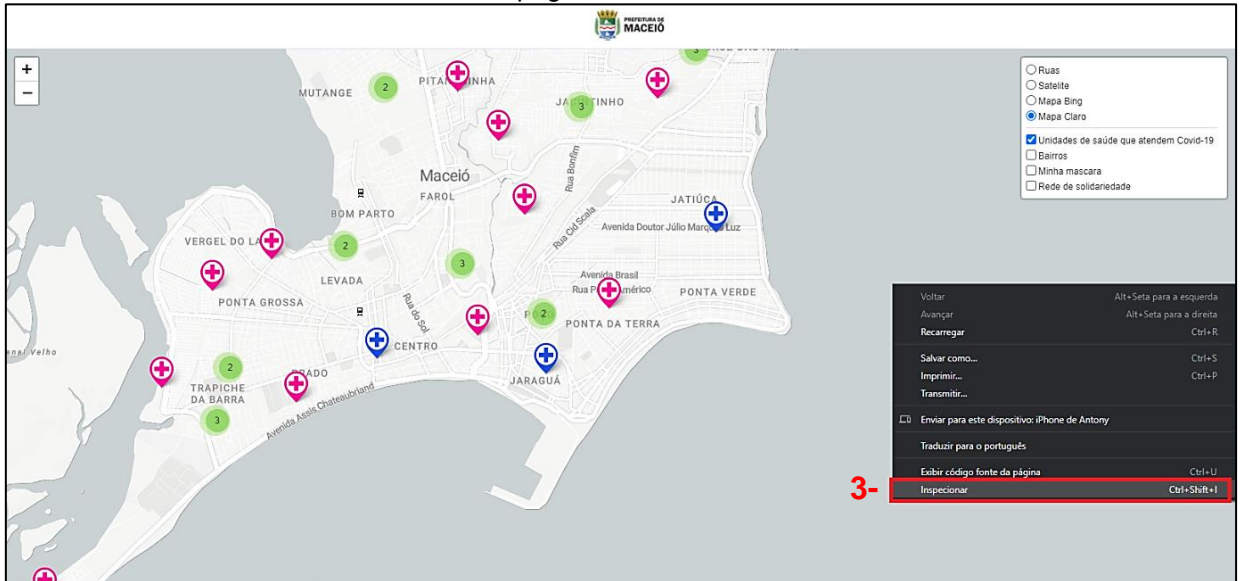 PREFEITURA DE
MACEIÓ
+
−
Ruas
Satelite
Mapa Bing
Mapa Claro
Unidades de saúde que atendem Covid-19
Bairros
Minha mascara
Rede de solidariedade
MUTANGE
2
3
3
Maceió
FAROL
Rua Bonfim
JATIÚCA
BOM PARTO
Rua Cid Scala
Avenida Doutor Júlio Marques Luz
VERGEL DO LA
2
3
LEVADA
Avenida Brasil
PONTA VERDE
PONTA GROSSA
Rua do Sol
2
PONTA DA TERRA
CENTRO
Velho
2
JARAGUÁ
TRAPICHE
DA BARRA
3
Avenida Assis Chateaubriand
Voltar Alt+Seta para a esquerda
Avançar Alt+Seta para a direita
Recarregar Ctrl+R
Salvar como... Ctrl+S
Imprimir... Ctrl+P
Transmitir...
Enviar para este dispositivo: iPhone de Antony
Traduzir para o português
Exibir código fonte da página Ctrl+U
3- Inspecionar Ctrl+Shift+I